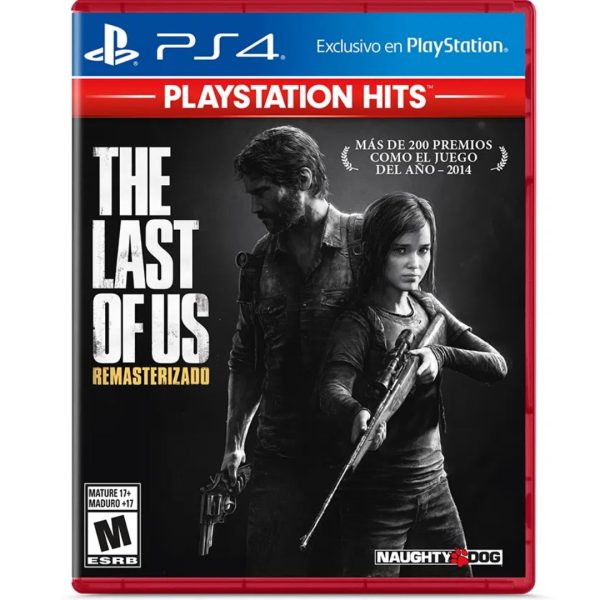 PS4 Exclusivo en PlayStation
PLAYSTATION HITS™
MÁS DE 200 PREMIOS
COMO EL JUEGO
DEL AÑO – 2014
THE
LAST
OF US
REMASTERIZADO
MATURE 17+
MADURO +17
M
ESRB
NAUGHTY DOG